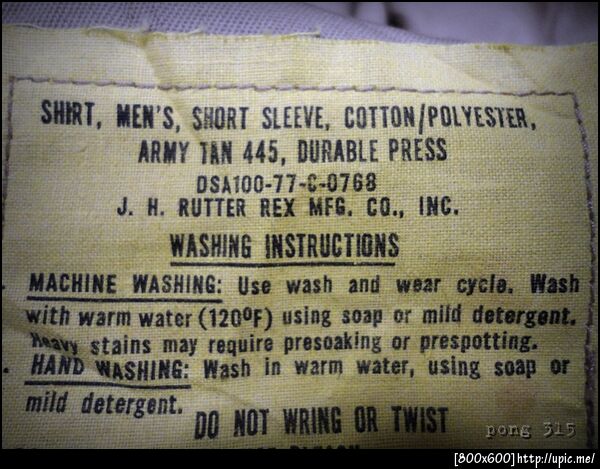 SHIRT, MEN'S, SHORT SLEEVE, COTTON/POLYESTER,
ARMY TAN 445, DURABLE PRESS
DSA100-77-C-0768
J. H. RUTTER REX MFG. CO., INC.
WASHING INSTRUCTIONS
MACHINE WASHING: Use wash and wear cycle. Wash
with warm water (120ºF) using soap or mild detergent.
Heavy stains may require presoaking or prespotting.
HAND WASHING: Wash in warm water, using soap or
mild detergent.
DO NOT WRING OR TWIST
pong 315
[800x600]http://upic.me/